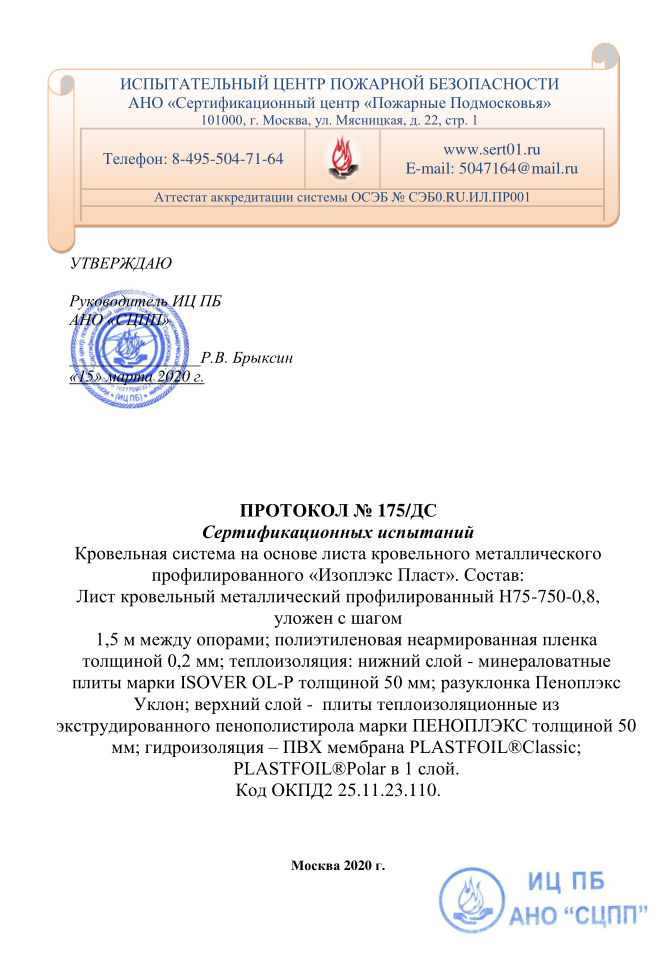 ИСПЫТАТЕЛЬНЫЙ ЦЕНТР ПОЖАРНОЙ БЕЗОПАСНОСТИ
АНО «Сертификационный центр «Пожарные Подмосковья»
101000, г. Москва, ул. Мясницкая, д. 22, стр. 1
Телефон: 8-495-504-71-64
www.sert01.ru
E-mail: 5047164@mail.ru
Аттестат аккредитации системы ОСЭБ № СЭБ0.RU.ИЛ.ПР001
УТВЕРЖДАЮ
Руководитель ИЦ ПБ
АНО «СЦПП»
Р.В. Брыксин
«15» марта 2020 г.
(ИЦ ПБ)
ПРОТОКОЛ № 175/ДС
Сертификационных испытаний
Кровельная система на основе листа кровельного металлического
профилированного «Изоплэкс Пласт». Состав:
Лист кровельный металлический профилированный Н75-750-0,8,
уложен с шагом
1,5 м между опорами; полиэтиленовая неармированная пленка
толщиной 0,2 мм; теплоизоляция: нижний слой - минераловатные
плиты марки ISOVER OL-P толщиной 50 мм; разуклонка Пеноплэкс
Уклон; верхний слой - плиты теплоизоляционные из
экструдированного пенополистирола марки ПЕНОПЛЭКС толщиной 50
мм; гидроизоляция – ПВХ мембрана PLASTFOIL®Classic;
PLASTFOIL®Polar в 1 слой.
Код ОКПД2 25.11.23.110.
Москва 2020 г.
ИЦ ПБ
АНО “СЦПП”